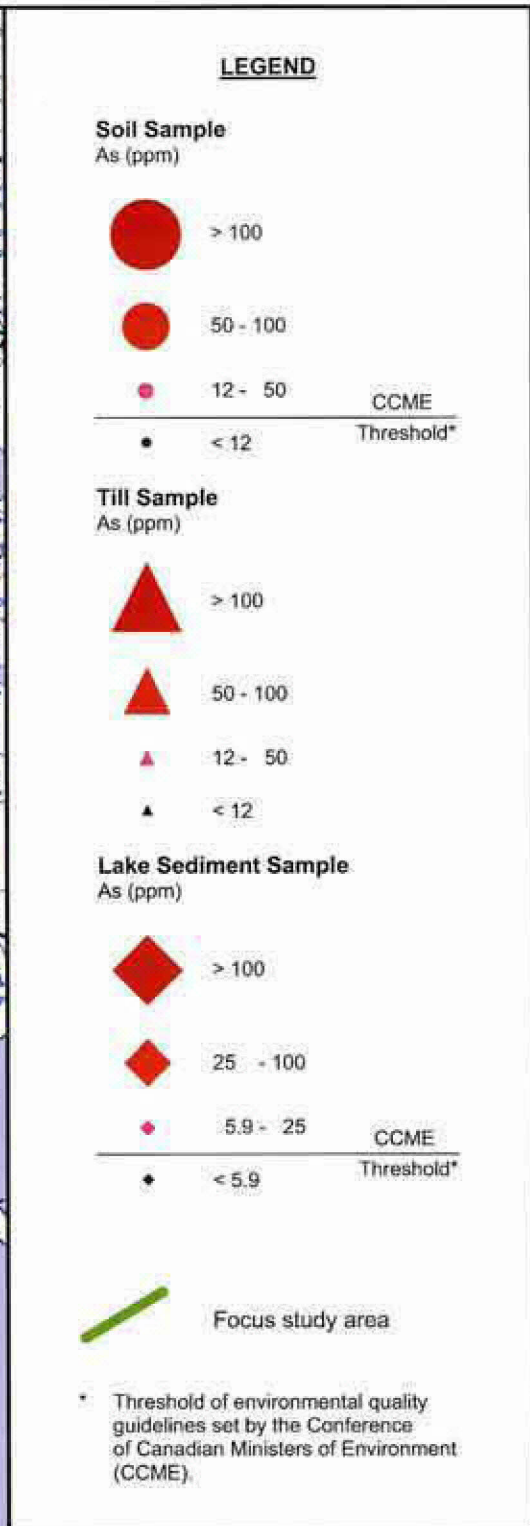 LEGEND
Soil Sample
As (ppm)
> 100
50 - 100
12 - 50
CCME
Threshold*
< 12
Till Sample
As (ppm)
> 100
50 - 100
12 - 50
< 12
Lake Sediment Sample
As (ppm)
> 100
25 - 100
5.9 - 25
CCME
Threshold*
< 5.9
Focus study area
* Threshold of environmental quality
guidelines set by the Conference
of Canadian Ministers of Environment
(CCME).